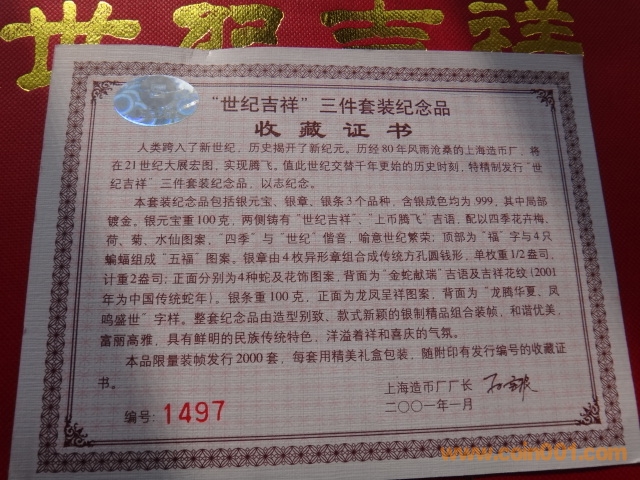 世纪吉祥
“世纪吉祥”三件套装纪念品
收藏证书
人类跨入了新世纪，历史揭开了新纪元。历经80年风雨沧桑的上海造币厂，将
在21世纪大展宏图，实现腾飞。值此世纪交替千年更始的历史时刻，特精制发行“世
纪吉祥”三件套装纪念品，以志纪念。
本套装纪念品包括银元宝、银章、银条3个品种，含银成色均为.999，其中局部
镀金。银元宝重100克，两侧铸有“世纪吉祥”、“上币腾飞”吉语，配以四季花卉梅、
荷、菊、水仙图案，“四季”与“世纪”偕音，喻意世纪繁荣；顶部为“福”字与4只
蝙蝠组成“五福”图案。银章由4枚异形章组合成传统方孔圆钱形，单枚重1/2盎司，
计重2盎司；正面分别为4种蛇及花饰图案，背面为“金蛇献瑞”吉语及吉祥花纹(2001
年为中国传统蛇年)。银条重100克，正面为龙凤呈祥图案，背面为“龙腾华夏、凤
鸣盛世”字样。整套纪念品由造型别致、款式新颖的银制精品组合装帧，和谐优美，
富丽高雅，具有鲜明的民族传统特色，洋溢着祥和喜庆的气氛。
本品限量装帧发行2000套，每套用精美礼盒包装，随附印有发行编号的收藏证
书。
上海造币厂厂长
二〇〇一年一月
编号：1497
www.coin001.com